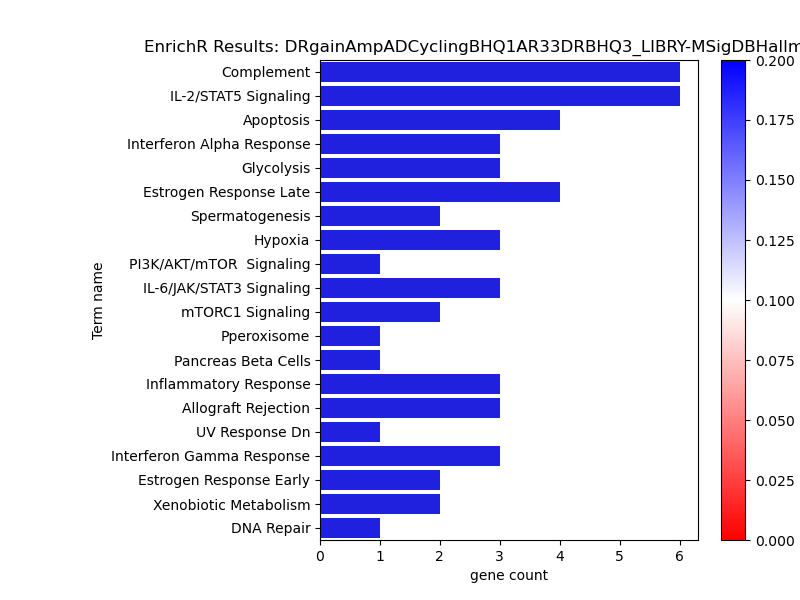 EnrichR Results: DRgainAmpADCyclingBHQ1AR33DRBHQ3_LIBRY-MSigDBHallm
Complement
IL-2/STAT5 Signaling
Apoptosis
Interferon Alpha Response
Glycolysis
Estrogen Response Late
Spermatogenesis
Hypoxia
PI3K/AKT/mTOR  Signaling
IL-6/JAK/STAT3 Signaling
mTORC1 Signaling
Pperoxisome
Pancreas Beta Cells
Inflammatory Response
Allograft Rejection
UV Response Dn
Interferon Gamma Response
Estrogen Response Early
Xenobiotic Metabolism
DNA Repair
Term name
0 1 2 3 4 5 6
gene count
0.200
0.175
0.150
0.125
0.100
0.075
0.050
0.025
0.000